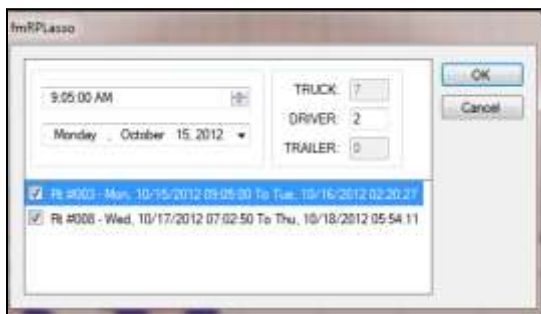 fmRPLasso
9:05:00 AM
Monday , October 15, 2012
TRUCK: 7
DRIVER: 2
TRAILER: 0
OK
Cancel
Rt #003 - Mon, 10/15/2012 09:05:00 To Tue, 10/16/2012 02:20:27
Rt #008 - Wed, 10/17/2012 07:02:50 To Thu, 10/18/2012 05:54:11